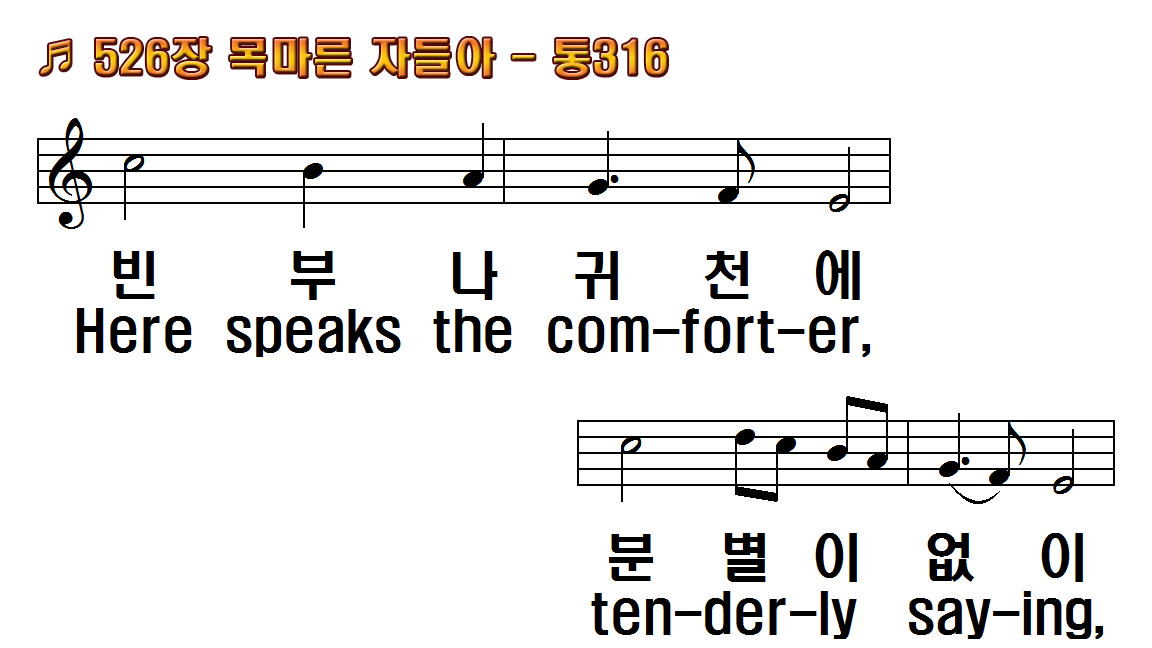 ♬ 526장 목마른 자들아 - 통316
빈 부 나 귀 천 에
Here speaks the com-fort-er,
분 별 이 없 이
ten-der-ly say-ing,